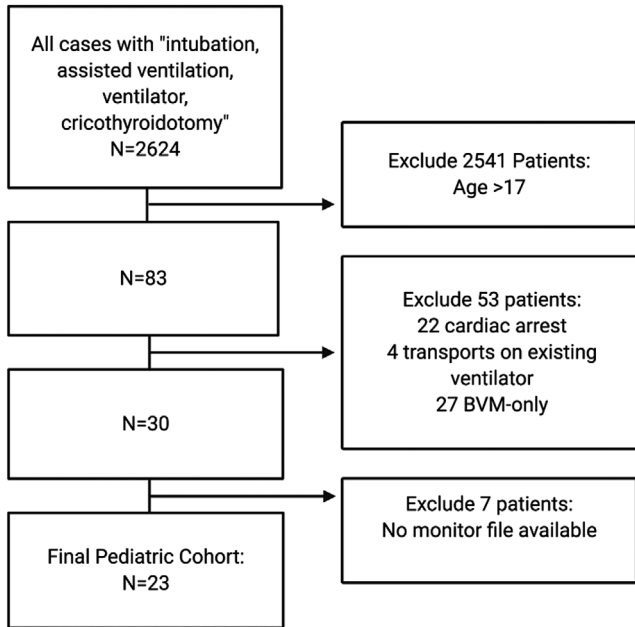 All cases with "intubation,
assisted ventilation,
ventilator,
cricothyroidotomy"
N=2624
Exclude 2541 Patients:
Age >17
N=83
Exclude 53 patients:
22 cardiac arrest
4 transports on existing
ventilator
27 BVM-only
N=30
Exclude 7 patients:
No monitor file available
Final Pediatric Cohort:
N=23